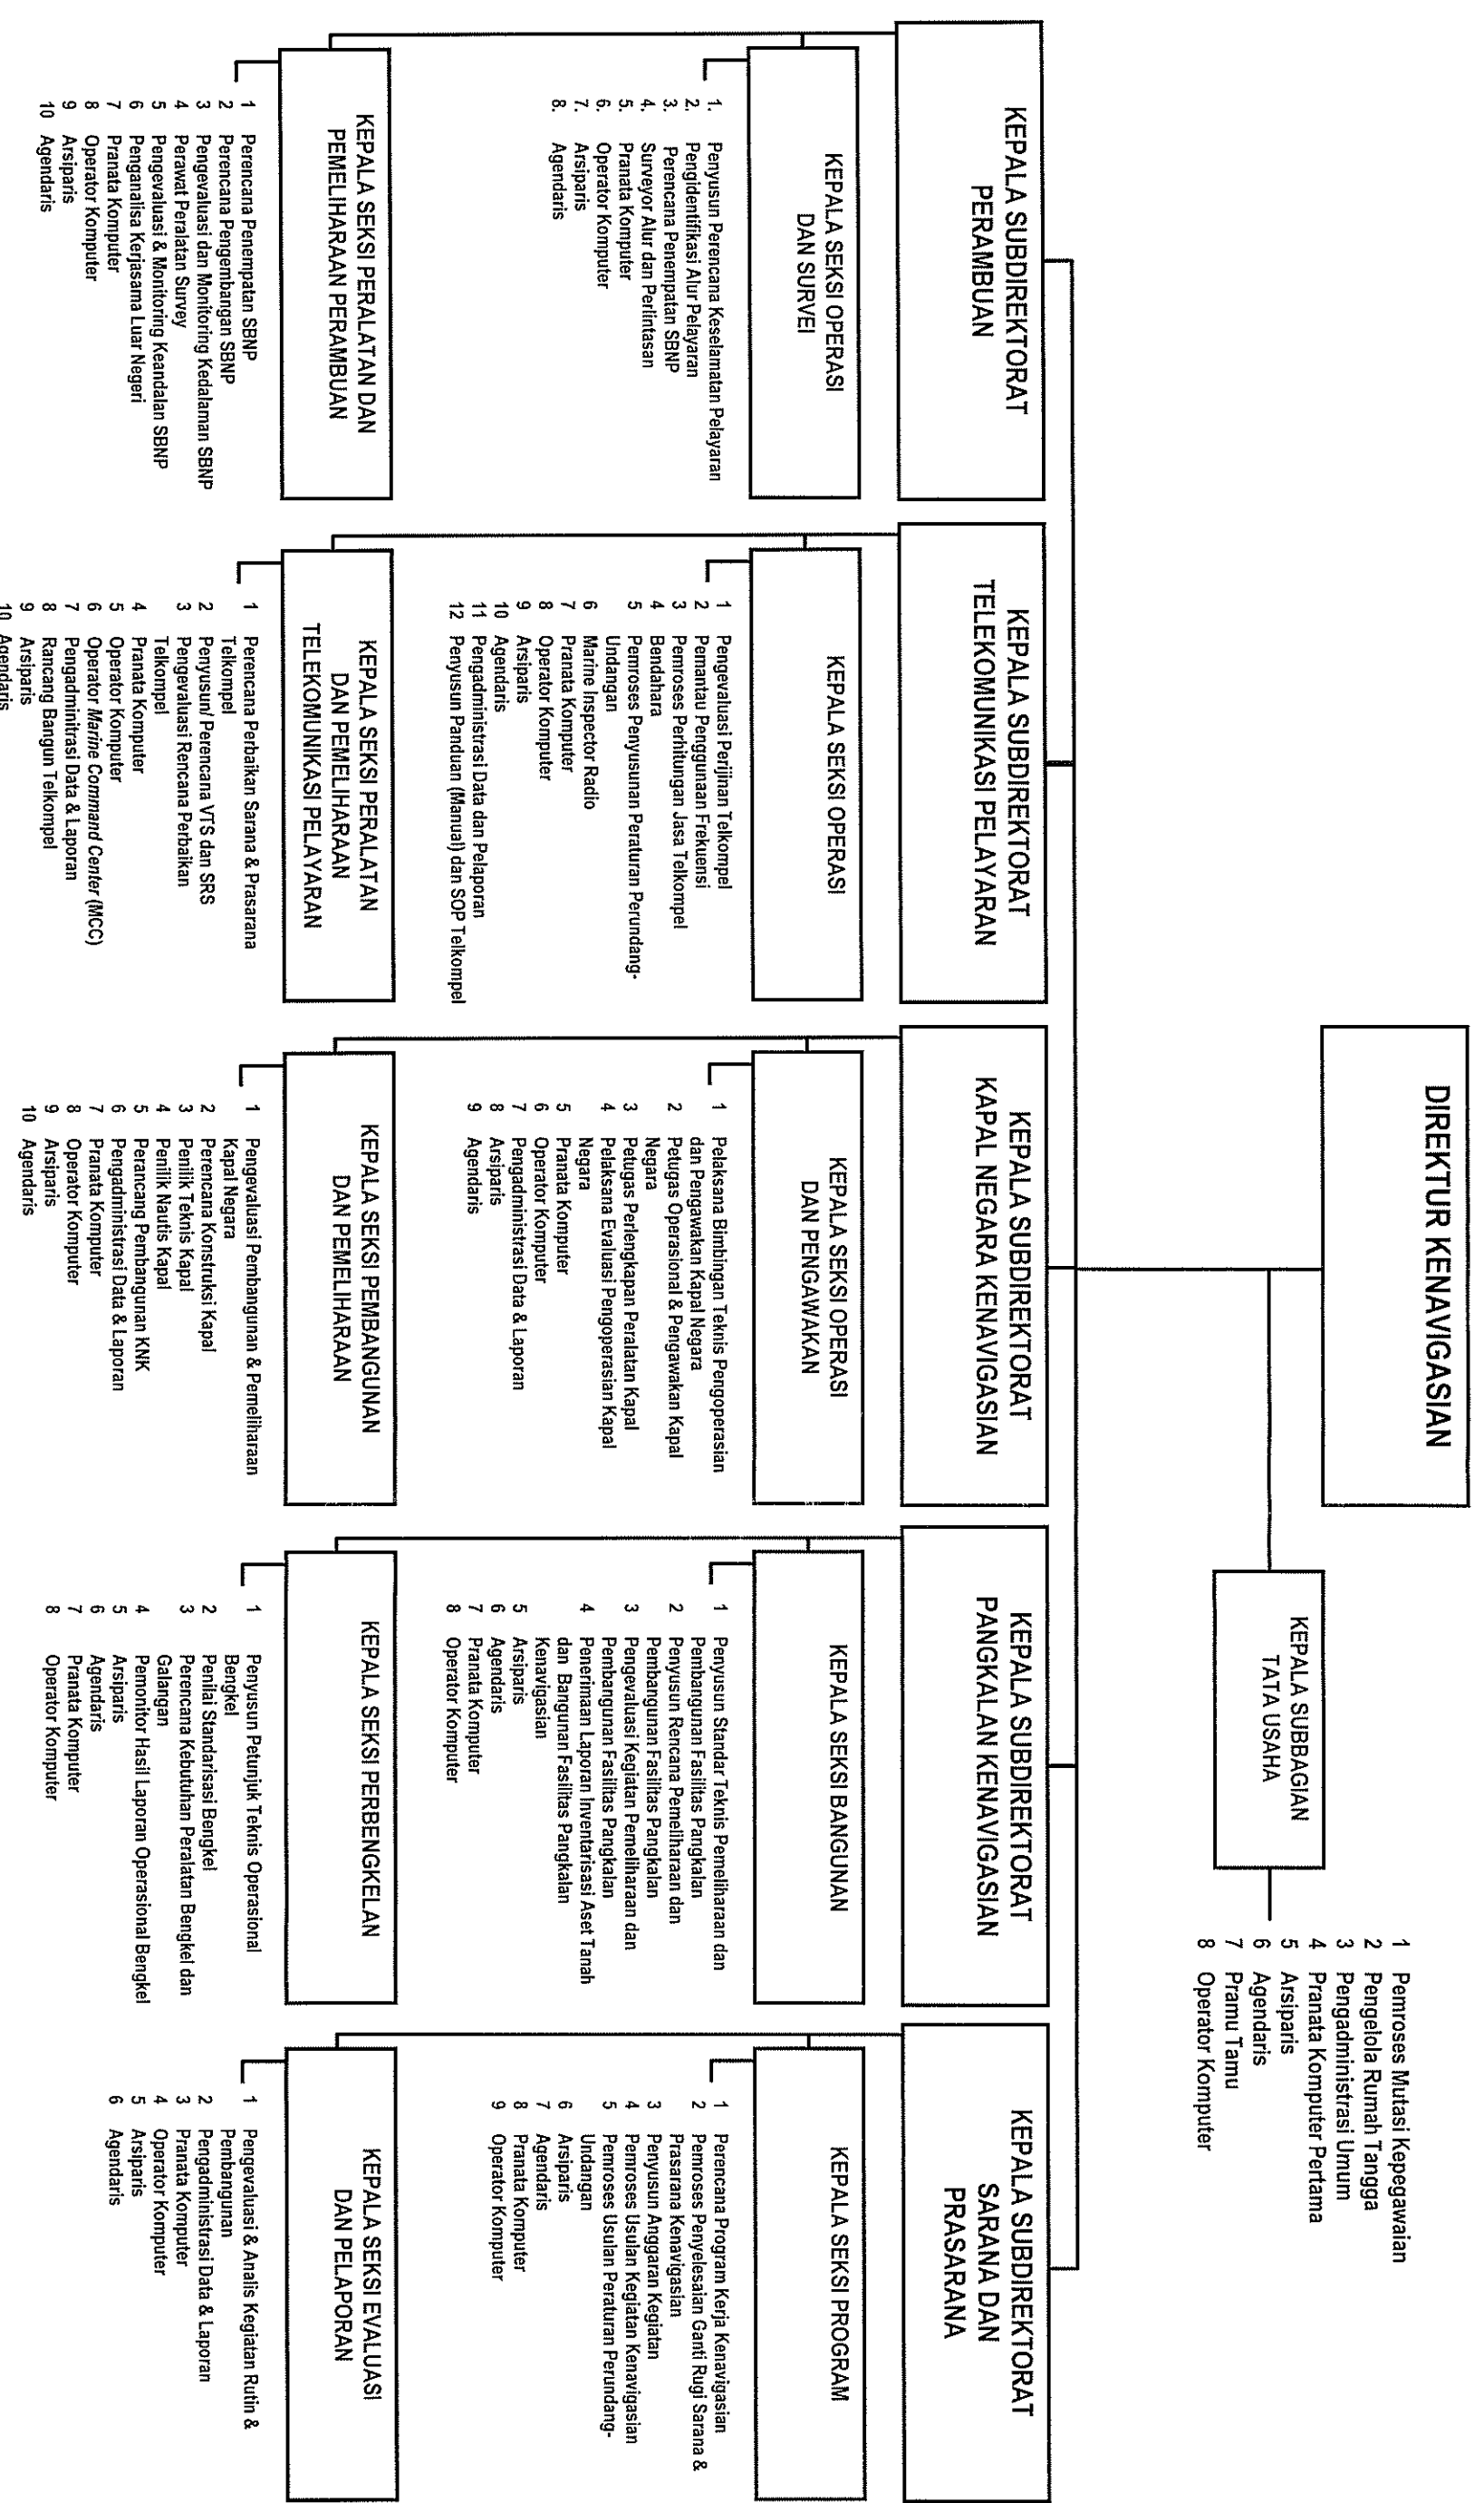 DIREKTUR KENAVIGASIAN
KEPALA SUBBAGIAN
TATA USAHA
1 Pemroses Mutasi Kepegawaian
2 Pengelola Rumah Tangga
3 Pengadministrasi Umum
4 Pranata Komputer Pertama
5 Arsiparis
6 Agendaris
7 Pramu Tamu
8 Operator Komputer
KEPALA SUBDIREKTORAT
PERAMBUAN
KEPALA SEKSI OPERASI
DAN SURVEI
1. Penyusun Perencana Keselamatan Pelayaran
2. Pengidentifikasi Alur Pelayaran
3. Perencana Penempatan SBNP
4. Surveyor Alur dan Perlintasan
5. Pranata Komputer
6. Operator Komputer
7. Arsiparis
8. Agendaris
KEPALA SEKSI PERALATAN DAN
PEMELIHARAAN PERAMBUAN
1 Perencana Penempatan SBNP
2 Perencana Pengembangan SBNP
3 Pengevaluasi dan Monitoring Kedalaman SBNP
4 Perawat Peralatan Survey
5 Pengevaluasi & Monitoring Keandalan SBNP
6 Penganalisa Kerjasama Luar Negeri
7 Pranata Komputer
8 Operator Komputer
9 Arsiparis
10 Agendaris
KEPALA SUBDIREKTORAT
TELEKOMUNIKASI PELAYARAN
KEPALA SEKSI OPERASI
1 Pengevaluasi Perijinan Telkompel
2 Pemantau Penggunaan Frekuensi
3 Pemroses Perhitungan Jasa Telkompel
4 Bendahara
5 Pemroses Penyusunan Peraturan Perundang-
Undangan
6 Marine Inspector Radio
7 Pranata Komputer
8 Operator Komputer
9 Arsiparis
10 Agendaris
11 Pengadministrasi Data dan Pelaporan
12 Penyusun Panduan (Manual) dan SOP Telkompel
KEPALA SEKSI PERALATAN
DAN PEMELIHARAAN
TELEKOMUNIKASI PELAYARAN
1 Perencana Perbaikan Sarana & Prasarana
Telkompel
2 Penyusun/ Perencana VTS dan SRS
3 Pengevaluasi Rencana Perbaikan
Telkompel
4 Pranata Komputer
5 Operator Komputer
6 Operator Marine Command Center (MCC)
7 Pengadminitrasi Data & Laporan
8 Rancang Bangun Telkompel
9 Arsiparis
10 Agendaris
KEPALA SUBDIREKTORAT
KAPAL NEGARA KENAVIGASIAN
KEPALA SEKSI OPERASI
DAN PENGAWAKAN
1 Pelaksana Bimbingan Teknis Pengoperasian
dan Pengawakan Kapal Negara
2 Petugas Operasional & Pengawakan Kapal
Negara
3 Petugas Perlengkapan Peralatan Kapal
4 Pelaksana Evaluasi Pengoperasian Kapal
Negara
5 Pranata Komputer
6 Operator Komputer
7 Pengadministrasi Data & Laporan
8 Arsiparis
9 Agendaris
KEPALA SEKSI PEMBANGUNAN
DAN PEMELIHARAAN
1 Pengevaluasi Pembangunan & Pemeliharaan
Kapal Negara
2 Perencana Konstruksi Kapal
3 Penilik Teknis Kapal
4 Penilik Nautis Kapal
5 Perancang Pembangunan KNK
6 Pengadministrasi Data & Laporan
7 Pranata Komputer
8 Operator Komputer
9 Arsiparis
10 Agendaris
KEPALA SUBDIREKTORAT
PANGKALAN KENAVIGASIAN
KEPALA SEKSI BANGUNAN
1 Penyusun Standar Teknis Pemeliharaan dan
Pembangunan Fasilitas Pangkalan
2 Penyusun Rencana Pemeliharaan dan
Pembangunan Fasilitas Pangkalan
3 Pengevaluasi Kegiatan Pemeliharaan dan
Pembangunan Fasilitas Pangkalan
4 Penerimaan Laporan Inventarisasi Aset Tanah
dan Bangunan Fasilitas Pangkalan
Kenavigasian
5 Arsiparis
6 Agendaris
7 Pranata Komputer
8 Operator Komputer
KEPALA SEKSI PERBENGKELAN
1 Penyusun Petunjuk Teknis Operasional
Bengkel
2 Penilai Standarisasi Bengkel
3 Perencana Kebutuhan Peralatan Bengkel dan
Galangan
4 Pemonitor Hasil Laporan Operasional Bengkel
5 Arsiparis
6 Agendaris
7 Pranata Komputer
8 Operator Komputer
KEPALA SUBDIREKTORAT
SARANA DAN
PRASARANA
KEPALA SEKSI PROGRAM
1 Perencana Program Kerja Kenavigasian
2 Pemroses Penyelesaian Ganti Rugi Sarana &
Prasarana Kenavigasian
3 Penyusun Anggaran Kegiatan
4 Pemroses Usulan Kegiatan Kenavigasian
5 Pemroses Usulan Peraturan Perundang-
Undangan
6 Arsiparis
7 Agendaris
8 Pranata Komputer
9 Operator Komputer
KEPALA SEKSI EVALUASI
DAN PELAPORAN
1 Pengevaluasi & Analis Kegiatan Rutin &
Pembangunan
2 Pengadministrasi Data & Laporan
3 Pranata Komputer
4 Operator Komputer
5 Arsiparis
6 Agendaris